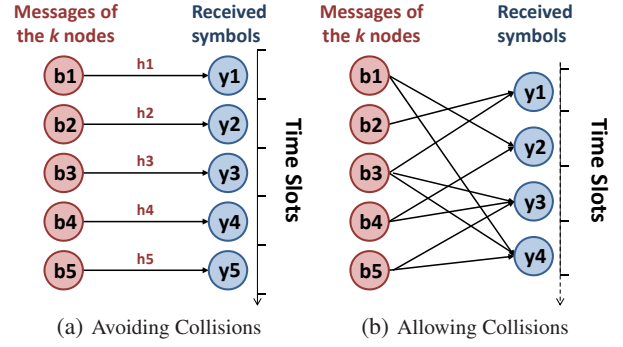 Messages of
the k nodes
Received
symbols
b1
h1
y1
b2
h2
y2
b3
h3
y3
b4
h4
y4
b5
h5
y5
Time Slots
(a) Avoiding Collisions
Messages of
the k nodes
Received
symbols
b1
b2
b3
b4
b5
y1
y2
y3
y4
Time Slots
(b) Allowing Collisions